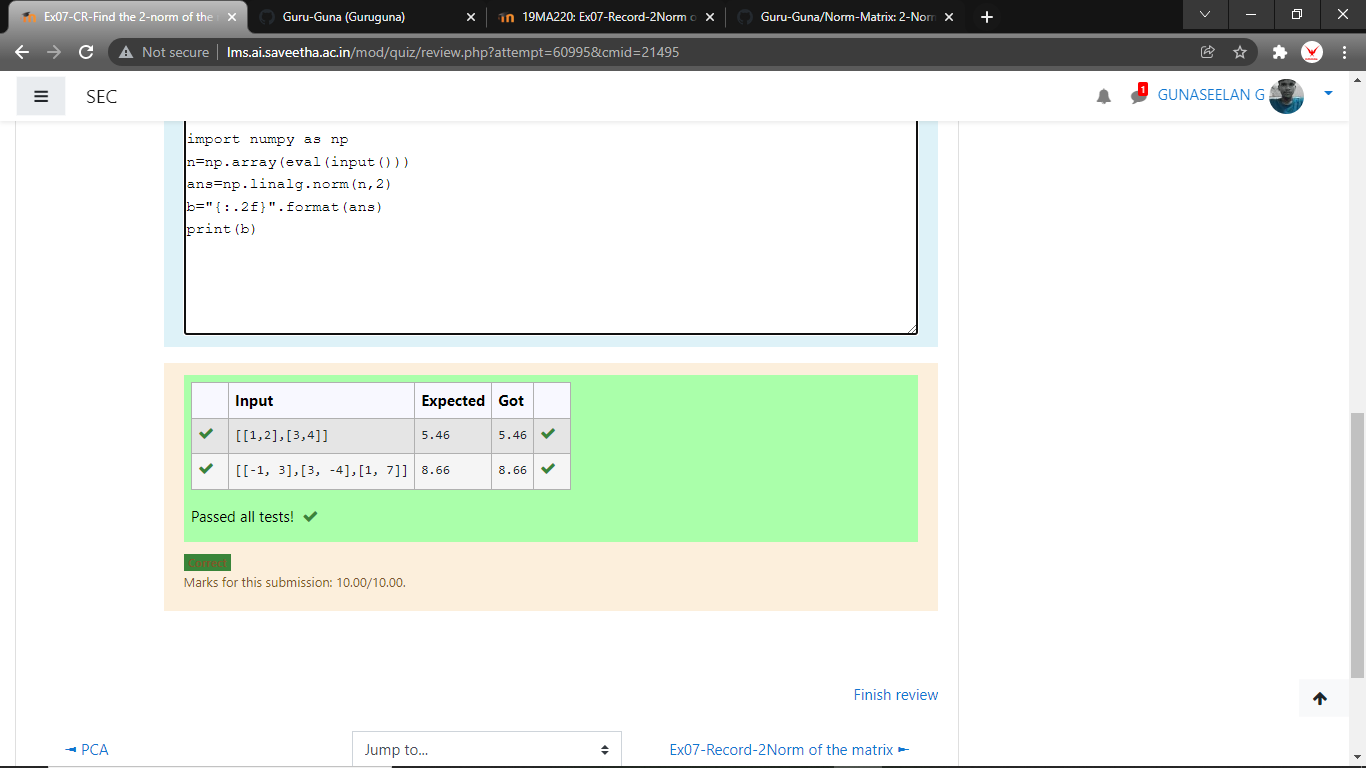 Ex07-CR-Find the 2-norm of the
Guru-Guna (Guruguna)
19MA220: Ex07-Record-2Norm o
Guru-Guna/Norm-Matrix: 2-Norm
Not secure | lms.ai.saveetha.ac.in/mod/quiz/review.php?attempt=60995&cmid=21495
SEC
1
GUNASEELAN G
import numpy as np
n=np.array(eval(input()))
ans=np.linalg.norm(n,2)
b="{:.2f}".format(ans)
print(b)
Input Expected Got
[[1,2],[3,4]] 5.46 5.46
[[-1, 3],[3, -4],[1, 7]] 8.66 8.66
Passed all tests!
Correct
Marks for this submission: 10.00/10.00.
Finish review
◄ PCA
Jump to...
Ex07-Record-2Norm of the matrix ►